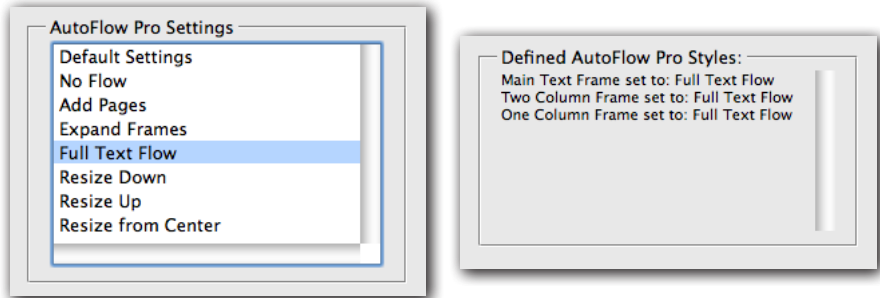 AutoFlow Pro Settings
Default Settings
No Flow
Add Pages
Expand Frames
Full Text Flow
Resize Down
Resize Up
Resize from Center
Defined AutoFlow Pro Styles:
Main Text Frame set to: Full Text Flow
Two Column Frame set to: Full Text Flow
One Column Frame set to: Full Text Flow